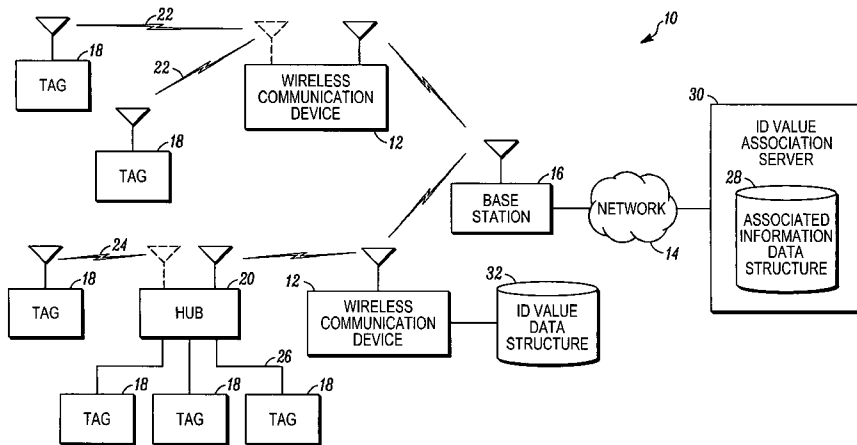 22
10
18
TAG
22
WIRELESS
COMMUNICATION
DEVICE
12
18
TAG
30
ID VALUE
ASSOCIATION
SERVER
28
ASSOCIATED
INFORMATION
DATA
STRUCTURE
16
BASE
STATION
NETWORK
14
24
18
TAG
20
HUB
12
WIRELESS
COMMUNICATION
DEVICE
32
ID VALUE
DATA
STRUCTURE
26
18
TAG
18
TAG
18
TAG